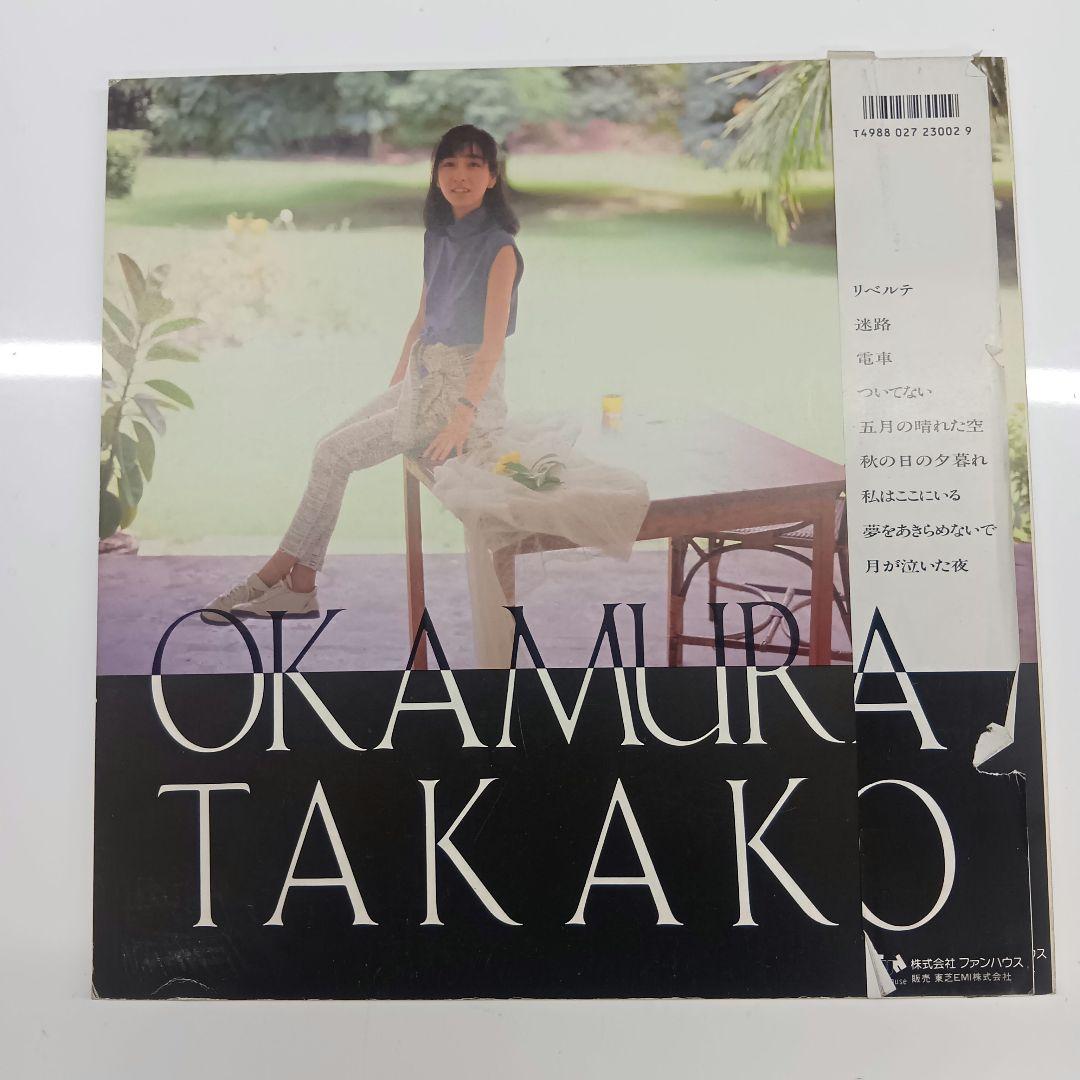 T4988 027 23002 9
リベルテ
迷路
電車
ついてない
五月の晴れた空
秋の日の夕暮れ
私はここにいる
夢をあきらめないで
月が泣いた夜
OKAMURA
TAKAKO
株式会社 ファンハウス
販売 東芝EMI株式会社